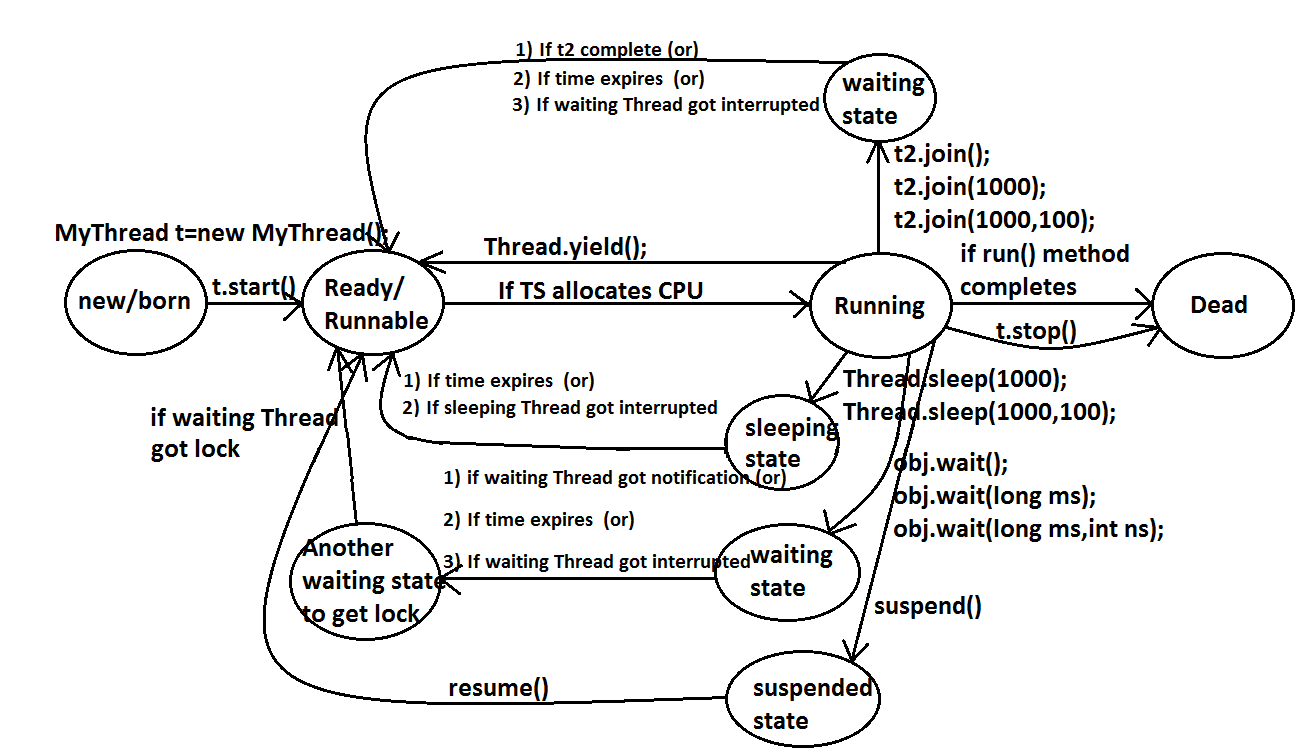 1) If t2 complete (or)
2) If time expires (or)
3) If waiting Thread got interrupted
waiting
state
t2.join();
t2.join(1000);
t2.join(1000,100);
MyThread t=new MyThread();
new/born
t.start()
Ready/
Runnable
Thread.yield();
If TS allocates CPU
Running
if run() method
completes
t.stop()
Dead
1) If time expires (or)
2) If sleeping Thread got interrupted
Thread.sleep(1000);
Thread.sleep(1000,100);
sleeping
state
if waiting Thread
got lock
1) if waiting Thread got notification (or)
2) If time expires (or)
3) If waiting Thread got interrupted
obj.wait();
obj.wait(long ms);
obj.wait(long ms,int ns);
Another
waiting state
to get lock
waiting
state
suspend()
resume()
suspended
state